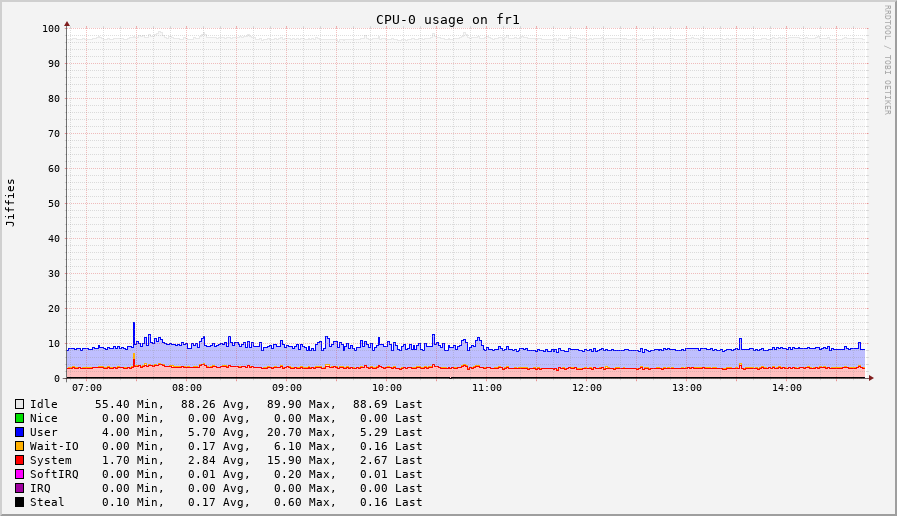 CPU-0 usage on fr1
RRDTOOL / TOBI OETIKER
Jiffies
100
90
80
70
60
50
40
30
20
10
0
07:00 08:00 09:00 10:00 11:00 12:00 13:00 14:00
Idle 55.40 Min, 88.26 Avg, 89.90 Max, 88.69 Last
Nice 0.00 Min, 0.00 Avg, 0.00 Max, 0.00 Last
User 4.00 Min, 5.70 Avg, 20.70 Max, 5.29 Last
Wait-IO 0.00 Min, 0.17 Avg, 6.10 Max, 0.16 Last
System 1.70 Min, 2.84 Avg, 15.90 Max, 2.67 Last
SoftIRQ 0.00 Min, 0.01 Avg, 0.20 Max, 0.01 Last
IRQ 0.00 Min, 0.00 Avg, 0.00 Max, 0.00 Last
Steal 0.10 Min, 0.17 Avg, 0.60 Max, 0.16 Last